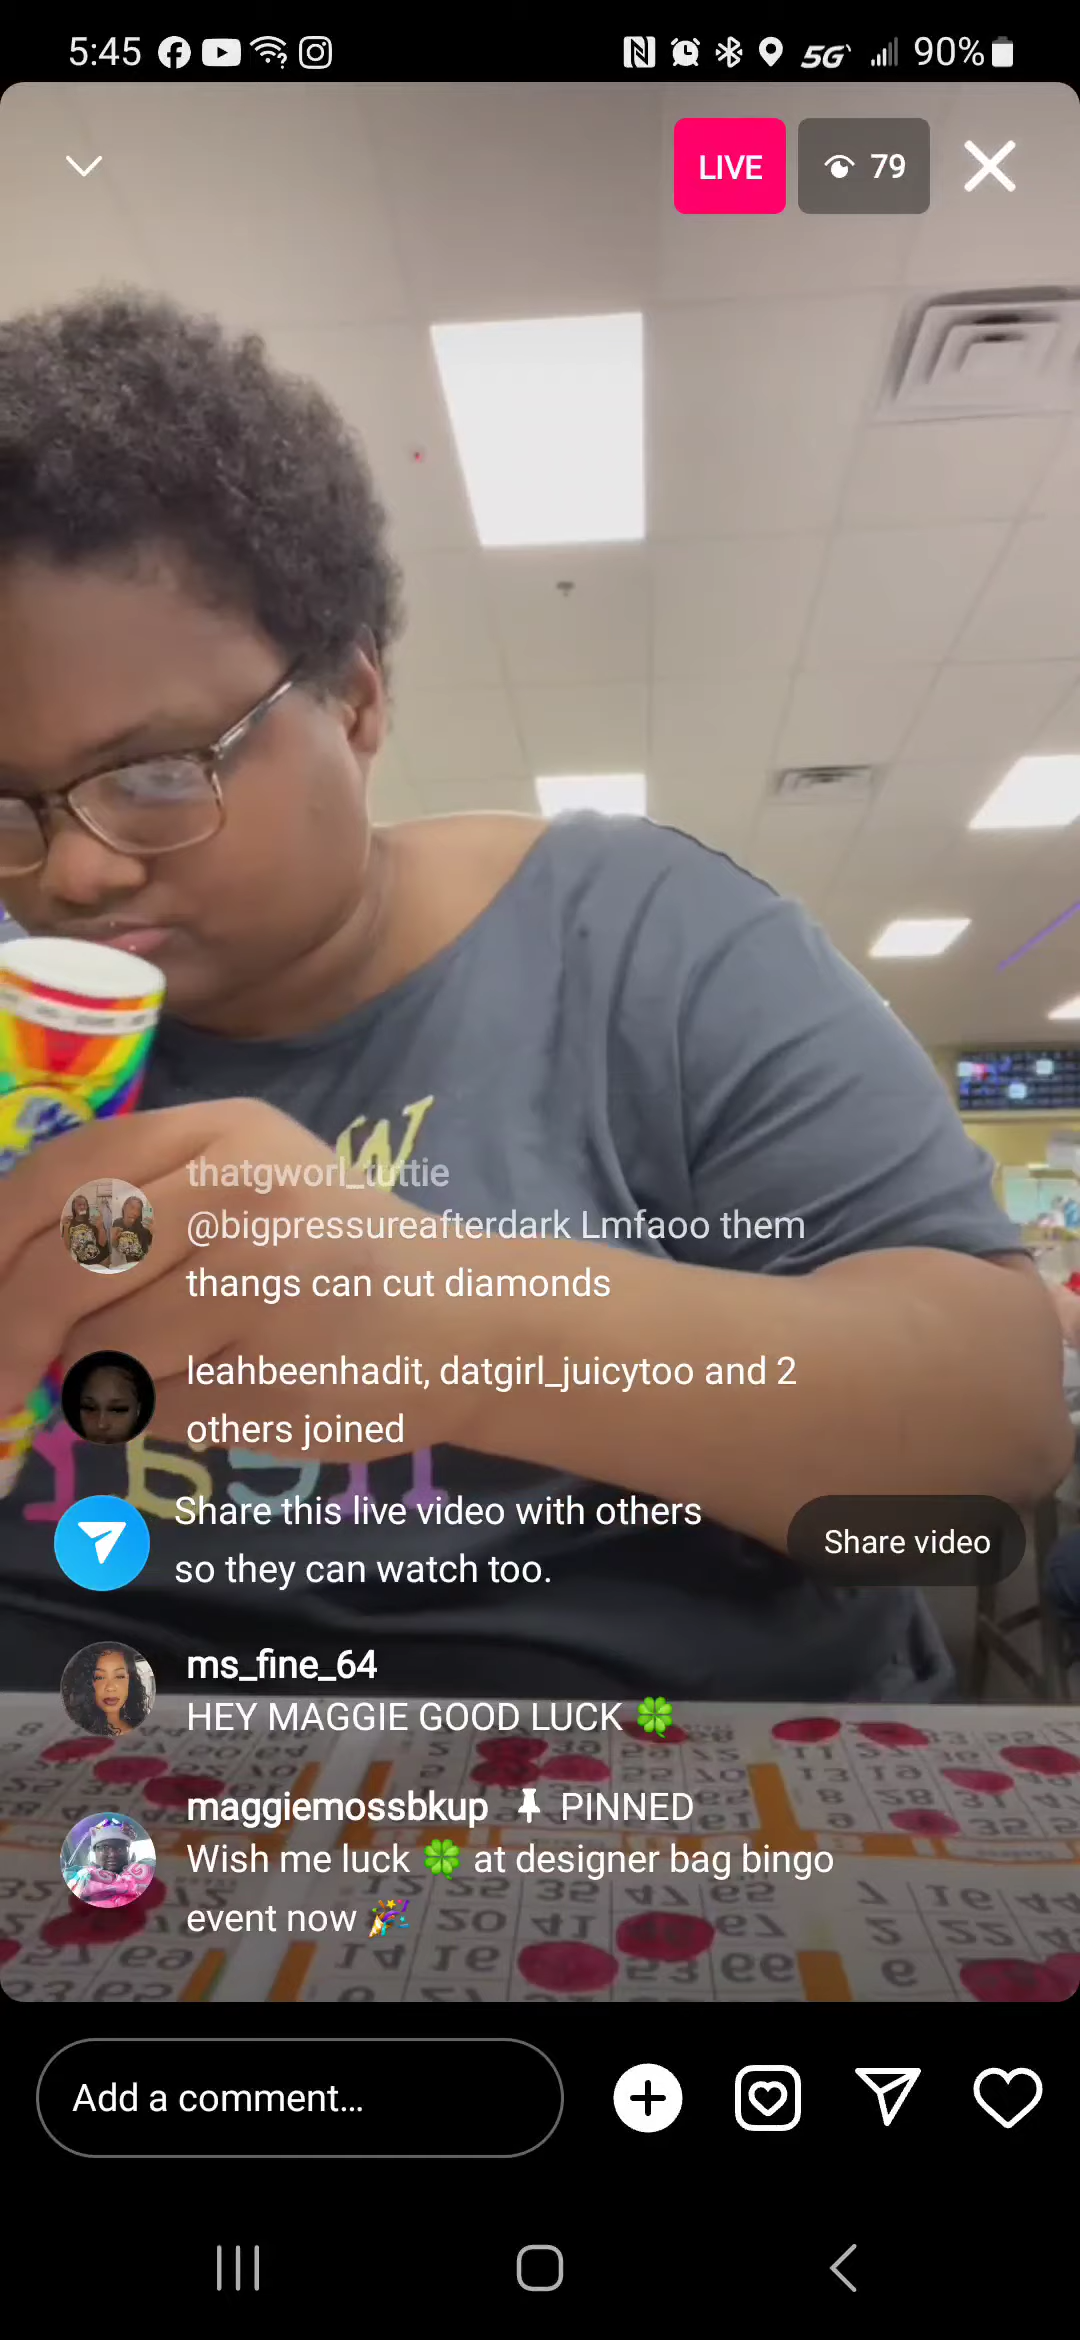 5:45
5G
90%
LIVE
79
W
thatgworl_tuttie
@bigpressureafterdark Lmfaoo them
thangs can cut diamonds
leahbeenhadit, datgirl_juicytoo and 2
others joined
Share this live video with others
so they can watch too.
Share video
ms_fine_64
HEY MAGGIE GOOD LUCK 🍀
maggiemossbkup PINNED
Wish me luck 🍀 at designer bag bingo
event now 🎉
Add a comment...